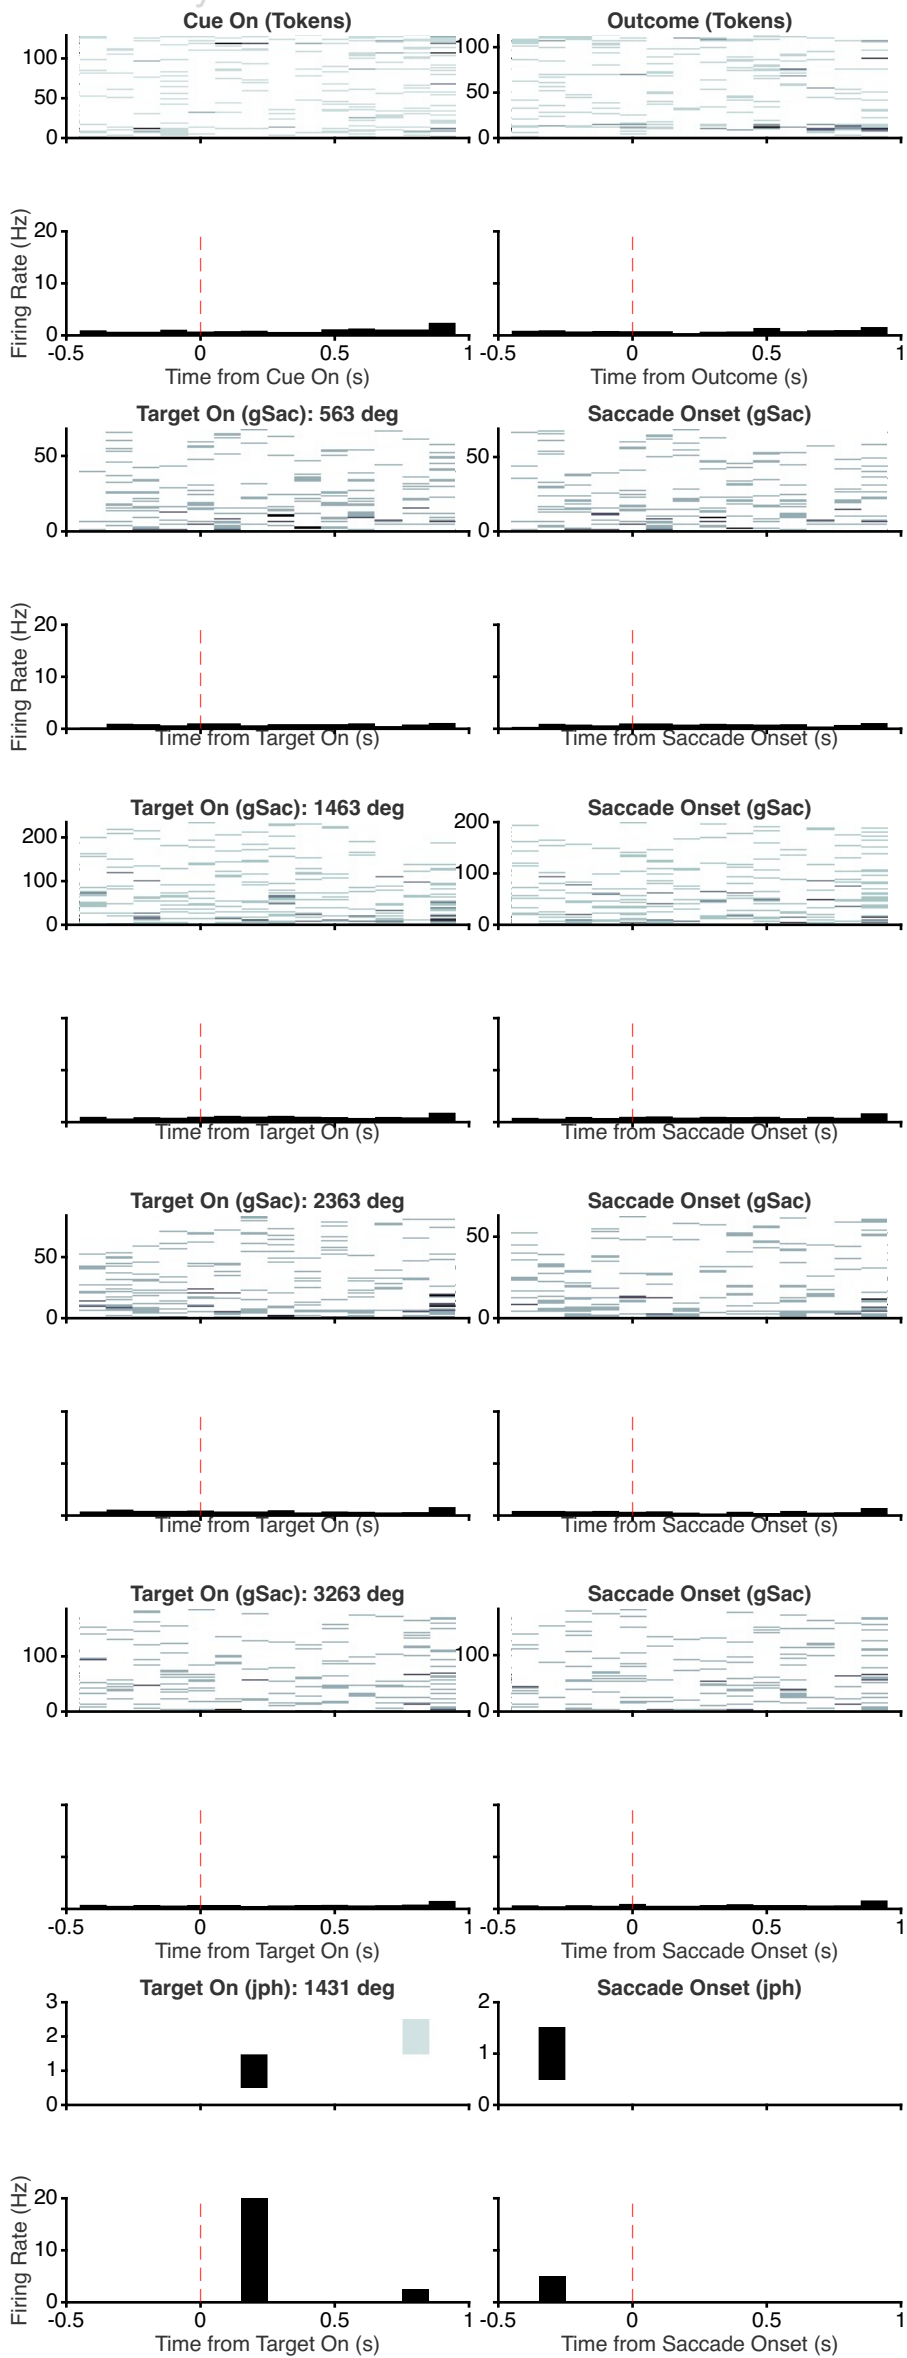 Cue On (Tokens) Outcome (Tokens)
100 100
50 50
0 0
Firing Rate (Hz)
20
10
0
-0.5 0 0.5 1 -0.5 0 0.5 1
Time from Cue On (s) Time from Outcome (s)
Target On (gSac): 563 deg Saccade Onset (gSac)
50 50
0 0
Firing Rate (Hz)
20
10
0
Time from Target On (s) Time from Saccade Onset (s)
Target On (gSac): 1463 deg Saccade Onset (gSac)
200 200
100 100
0 0
Time from Target On (s) Time from Saccade Onset (s)
Target On (gSac): 2363 deg Saccade Onset (gSac)
50 50
0 0
Time from Target On (s) Time from Saccade Onset (s)
Target On (gSac): 3263 deg Saccade Onset (gSac)
100 100
0 0
-0.5 0 0.5 1 -0.5 0 0.5 1
Time from Target On (s) Time from Saccade Onset (s)
Target On (jph): 1431 deg Saccade Onset (jph)
3 2
2 1
1 0
0
Firing Rate (Hz)
20
10
0
-0.5 0 0.5 1 -0.5 0 0.5 1
Time from Target On (s) Time from Saccade Onset (s)